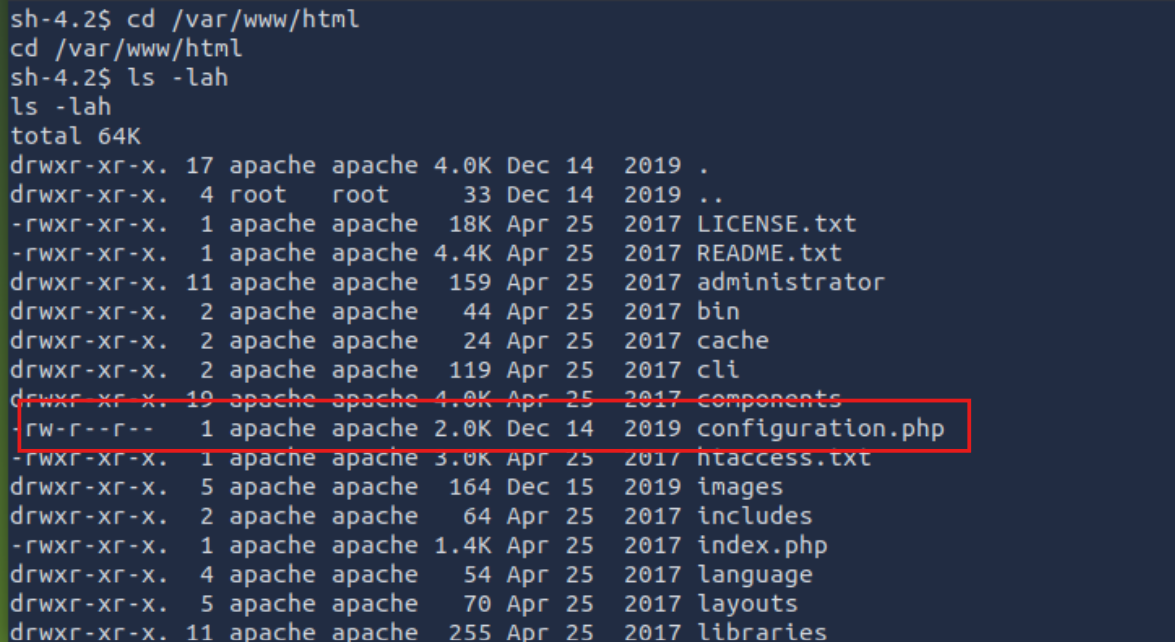 sh-4.2$ cd /var/www/html
cd /var/www/html
sh-4.2$ ls -lah
ls -lah
total 64K
drwxr-xr-x. 17 apache apache 4.0K Dec 14  2019 .
drwxr-xr-x.  4 root   root     33 Dec 14  2019 ..
-rwxr-xr-x.  1 apache apache  18K Apr 25  2017 LICENSE.txt
-rwxr-xr-x.  1 apache apache 4.4K Apr 25  2017 README.txt
drwxr-xr-x. 11 apache apache  159 Apr 25  2017 administrator
drwxr-xr-x.  2 apache apache   44 Apr 25  2017 bin
drwxr-xr-x.  2 apache apache   24 Apr 25  2017 cache
drwxr-xr-x.  2 apache apache  119 Apr 25  2017 cli
drwxr-xr-x. 19 apache apache 4.0K Apr 25  2017 components
-rw-r--r--   1 apache apache 2.0K Dec 14  2019 configuration.php
-rwxr-xr-x.  1 apache apache 3.0K Apr 25  2017 htaccess.txt
drwxr-xr-x.  5 apache apache  164 Dec 15  2019 images
drwxr-xr-x.  2 apache apache   64 Apr 25  2017 includes
-rwxr-xr-x.  1 apache apache 1.4K Apr 25  2017 index.php
drwxr-xr-x.  4 apache apache   54 Apr 25  2017 language
drwxr-xr-x.  5 apache apache   70 Apr 25  2017 layouts
drwxr-xr-x. 11 apache apache  255 Apr 25  2017 libraries